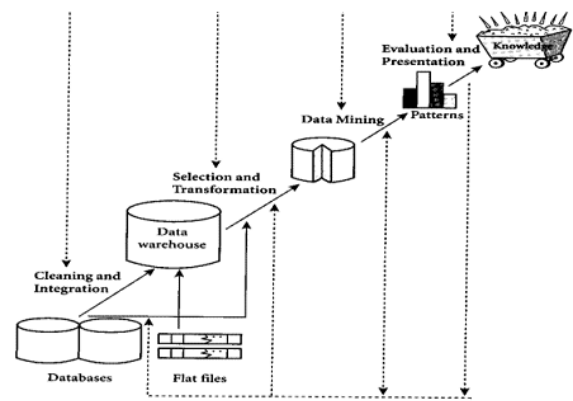 Evaluation and
Presentation
Knowledge
Data Mining
Patterns
Selection and
Transformation
Data
warehouse
Cleaning and
Integration
Databases
Flat files